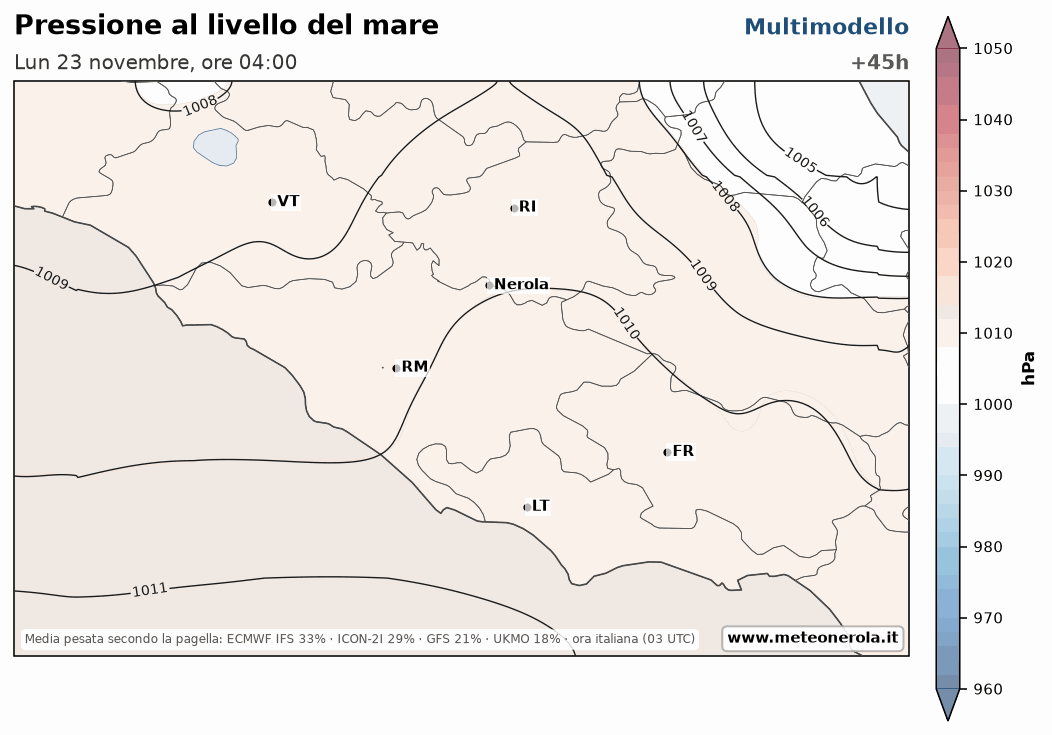 Pressione al livello del mare
Multimodello
Lun 23 novembre, ore 04:00
+45h
1050
1040
1030
1020
1010
1000
990
980
970
960
hPa
1008
1007
1005
1008
1006
VT
RI
1009
1009
Nerola
1010
RM
FR
LT
1011
Media pesata secondo la pagella: ECMWF IFS 33% · ICON-2I 29% · GFS 21% · UKMO 18% · ora italiana (03 UTC)
www.meteonerola.it